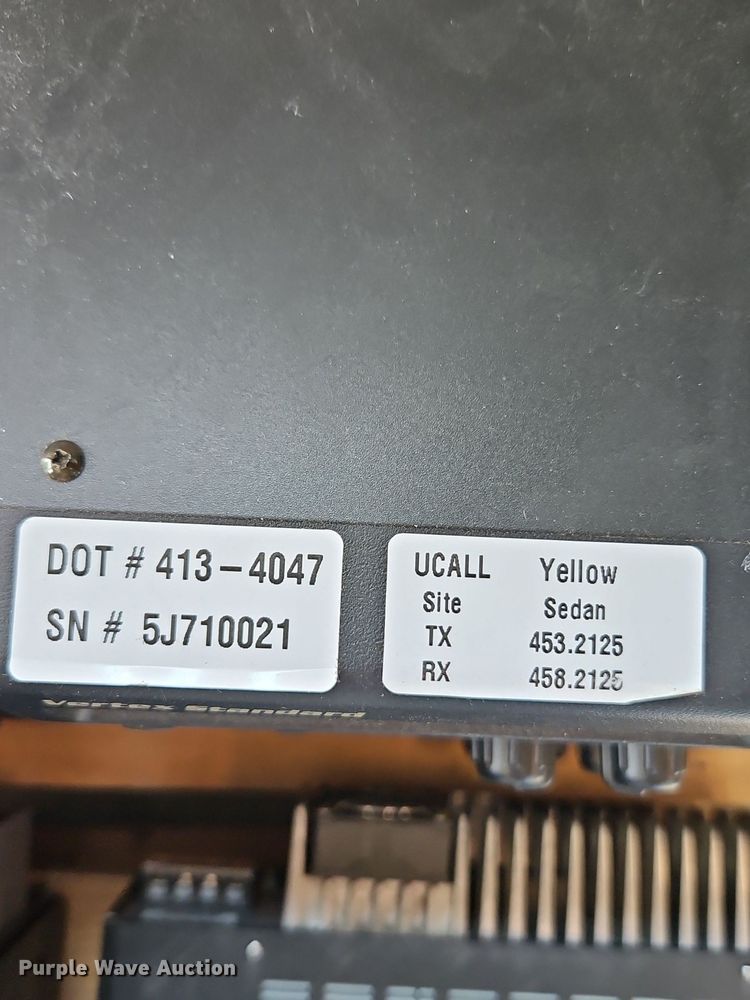 DOT # 413-4047
SN # 5J710021
UCALL Yellow
Site Sedan
TX 453.2125
RX 458.2125
Vertex Standard
Purple Wave Auction